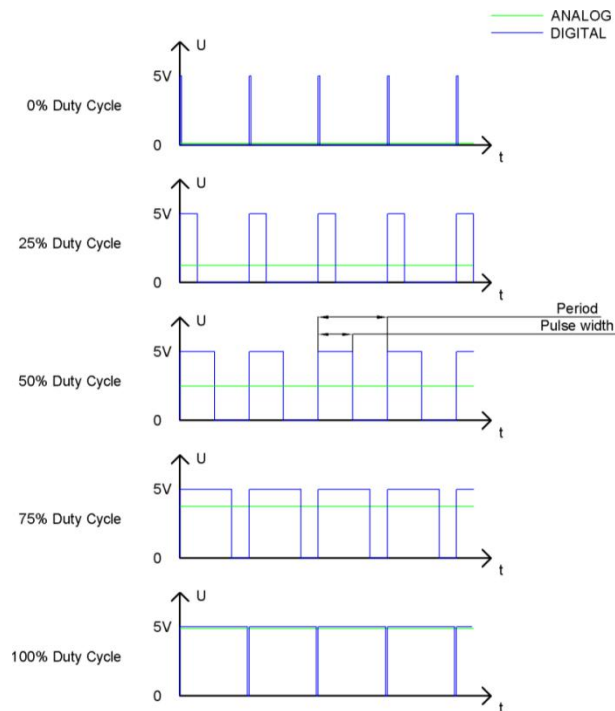 ANALOG
DIGITAL
U
5V
0% Duty Cycle
0
t
U
5V
25% Duty Cycle
0
t
Period
U
Pulse width
5V
50% Duty Cycle
0
t
U
5V
75% Duty Cycle
0
t
U
5V
100% Duty Cycle
0
t